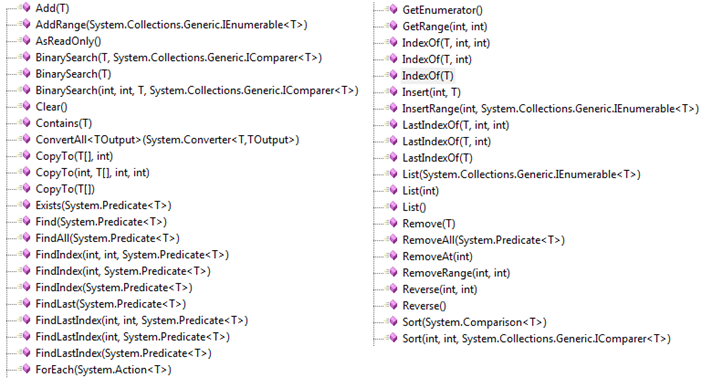 Add(T)
AddRange(System.Collections.Generic.IEnumerable<T>)
AsReadOnly()
BinarySearch(T, System.Collections.Generic.IComparer<T>)
BinarySearch(T)
BinarySearch(int, int, T, System.Collections.Generic.IComparer<T>)
Clear()
Contains(T)
ConvertAll<TOutput>(System.Converter<T,TOutput>)
CopyTo(T[], int)
CopyTo(int, T[], int, int)
CopyTo(T[])
Exists(System.Predicate<T>)
Find(System.Predicate<T>)
FindAll(System.Predicate<T>)
FindIndex(int, int, System.Predicate<T>)
FindIndex(int, System.Predicate<T>)
FindIndex(System.Predicate<T>)
FindLast(System.Predicate<T>)
FindLastIndex(int, int, System.Predicate<T>)
FindLastIndex(int, System.Predicate<T>)
FindLastIndex(System.Predicate<T>)
ForEach(System.Action<T>)
GetEnumerator()
GetRange(int, int)
IndexOf(T, int, int)
IndexOf(T, int)
IndexOf(T)
Insert(int, T)
InsertRange(int, System.Collections.Generic.IEnumerable<T>)
LastIndexOf(T, int, int)
LastIndexOf(T, int)
LastIndexOf(T)
List(System.Collections.Generic.IEnumerable<T>)
List(int)
List()
Remove(T)
RemoveAll(System.Predicate<T>)
RemoveAt(int)
RemoveRange(int, int)
Reverse(int, int)
Reverse()
Sort(System.Comparison<T>)
Sort(int, int, System.Collections.Generic.IComparer<T>)